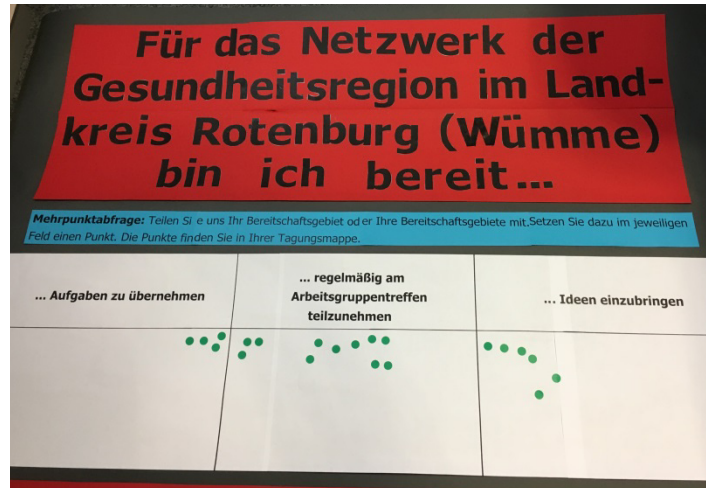 Für das Netzwerk der
Gesundheitsregion im Land-
kreis Rotenburg (Wümme)
bin ich bereit...
Mehrpunktabfrage: Teilen Si e uns Ihr Bereitschaftsgebiet od er Ihre Bereitschaftsgebiete mit.Setzen Sie dazu im jeweiligen
Feld einen Punkt. Die Punkte finden Sie in Ihrer Tagungsmappe.
... Aufgaben zu übernehmen
... regelmäßig am
Arbeitsgruppentreffen
teilzunehmen
... Ideen einzubringen